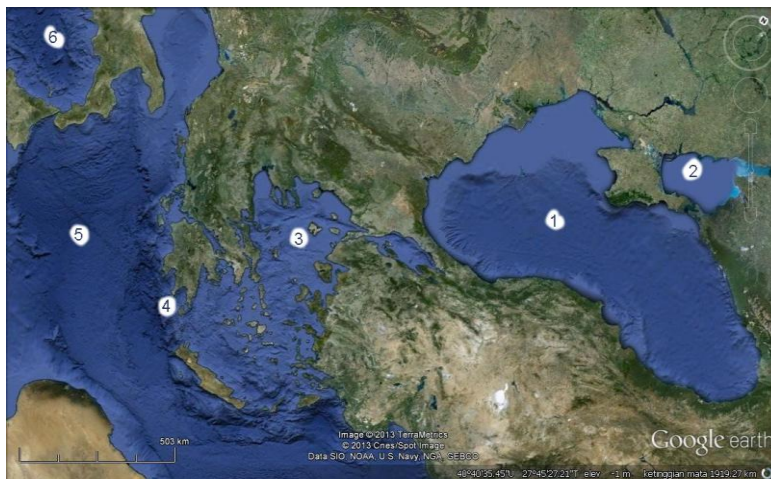 6
N
2
1
3
5
4
503 km
Image © 2013 TerraMetrics
© 2013 Cnes/Spot Image
Data SIO, NOAA, U.S. Navy, NGA, GEBCO
Google earth
40°40'35.45"U 27°45'27.21"T elev -1 m ketinggian mata 1919.27 km